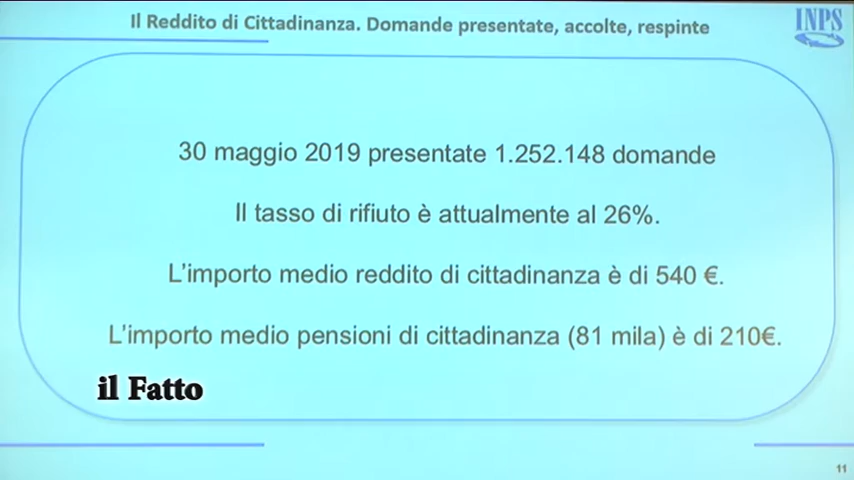 Il Reddito di Cittadinanza. Domande presentate, accolte, respinte
INPS
30 maggio 2019 presentate 1.252.148 domande
Il tasso di rifiuto è attualmente al 26%.
L'importo medio reddito di cittadinanza è di 540 €.
L'importo medio pensioni di cittadinanza (81 mila) è di 210€.
il Fatto
11